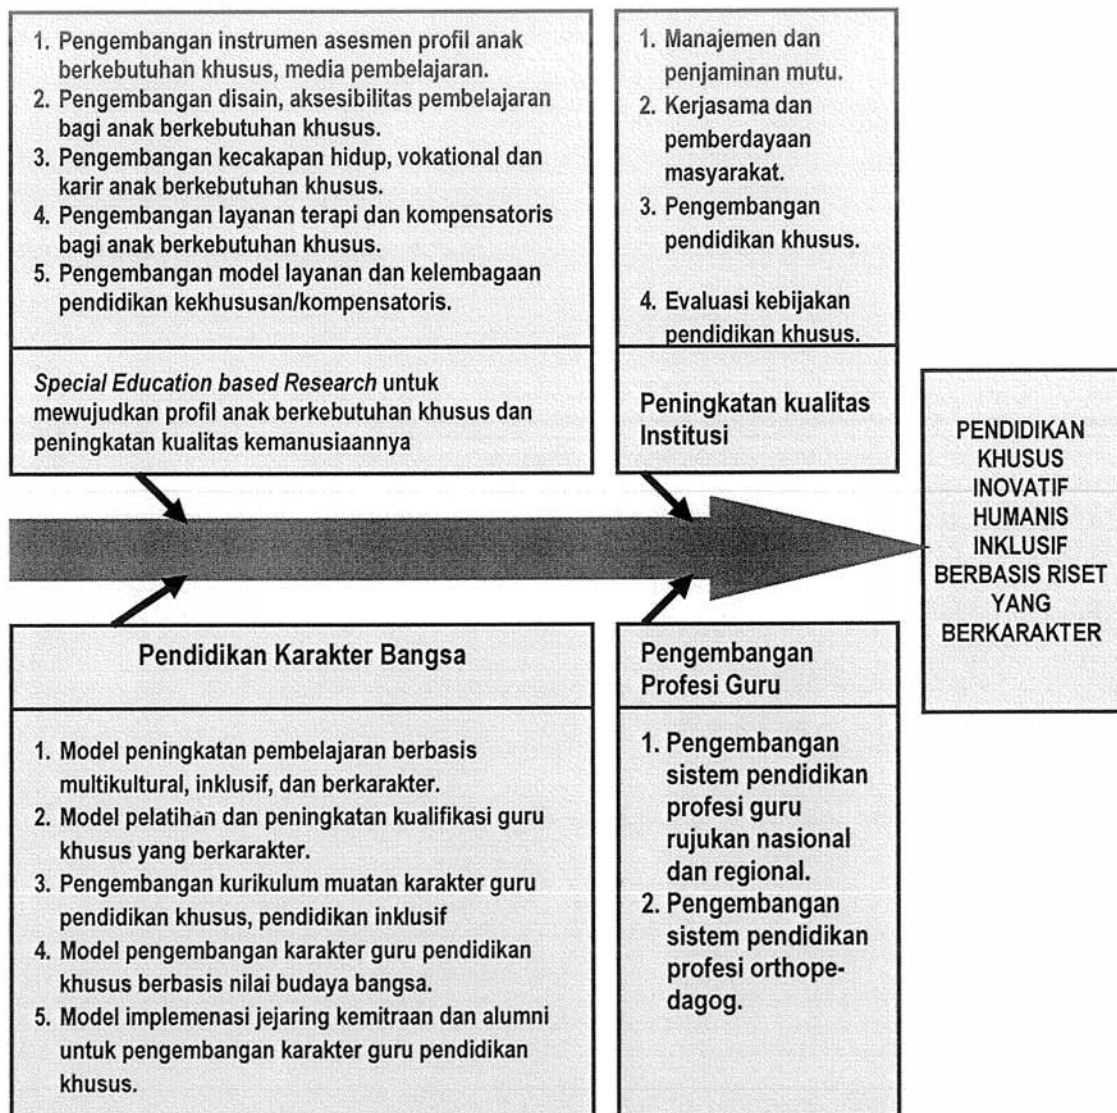 1. Pengembangan instrumen asesmen profil anak
berkebutuhan khusus, media pembelajaran.
2. Pengembangan disain, aksesibilitas pembelajaran
bagi anak berkebutuhan khusus.
3. Pengembangan kecakapan hidup, vokational dan
karir anak berkebutuhan khusus.
4. Pengembangan layanan terapi dan kompensatoris
bagi anak berkebutuhan khusus.
5. Pengembangan model layanan dan kelembagaan
pendidikan kekhususan/kompensatoris.
Special Education based Research untuk
mewujudkan profil anak berkebutuhan khusus dan
peningkatan kualitas kemanusiaannya
1. Manajemen dan
penjaminan mutu.
2. Kerjasama dan
pemberdayaan
masyarakat.
3. Pengembangan
pendidikan khusus.
4. Evaluasi kebijakan
pendidikan khusus.
Peningkatan kualitas
Institusi
PENDIDIKAN
KHUSUS
INOVATIF
HUMANIS
INKLUSIF
BERBASIS RISET
YANG
BERKARAKTER
Pendidikan Karakter Bangsa
1. Model peningkatan pembelajaran berbasis
multikultural, inklusif, dan berkarakter.
2. Model pelatihan dan peningkatan kualifikasi guru
khusus yang berkarakter.
3. Pengembangan kurikulum muatan karakter guru
pendidikan khusus, pendidikan inklusif
4. Model pengembangan karakter guru pendidikan
khusus berbasis nilai budaya bangsa.
5. Model implemenasi jejaring kemitraan dan alumni
untuk pengembangan karakter guru pendidikan
khusus.
Pengembangan
Profesi Guru
1. Pengembangan
sistem pendidikan
profesi guru
rujukan nasional
dan regional.
2. Pengembangan
sistem pendidikan
profesi orthope-
dagog.